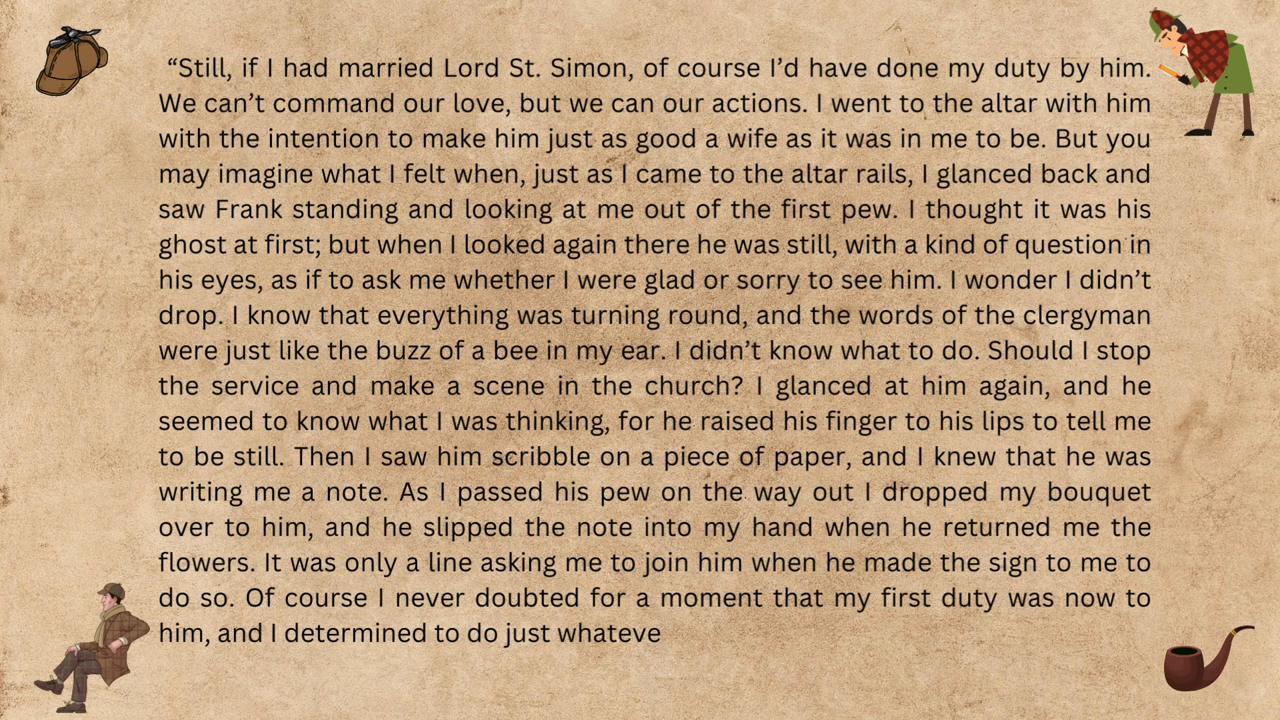 “Still, if I had married Lord St. Simon, of course I’d have done my duty by him.
We can’t command our love, but we can our actions. I went to the altar with him
with the intention to make him just as good a wife as it was in me to be. But you
may imagine what I felt when, just as I came to the altar rails, I glanced back and
saw Frank standing and looking at me out of the first pew. I thought it was his
ghost at first; but when I looked again there he was still, with a kind of question in
his eyes, as if to ask me whether I were glad or sorry to see him. I wonder I didn’t
drop. I know that everything was turning round, and the words of the clergyman
were just like the buzz of a bee in my ear. I didn’t know what to do. Should I stop
the service and make a scene in the church? I glanced at him again, and he
seemed to know what I was thinking, for he raised his finger to his lips to tell me
to be still. Then I saw him scribble on a piece of paper, and I knew that he was
writing me a note. As I passed his pew on the way out I dropped my bouquet
over to him, and he slipped the note into my hand when he returned me the
flowers. It was only a line asking me to join him when he made the sign to me to
do so. Of course I never doubted for a moment that my first duty was now to
him, and I determined to do just whateve